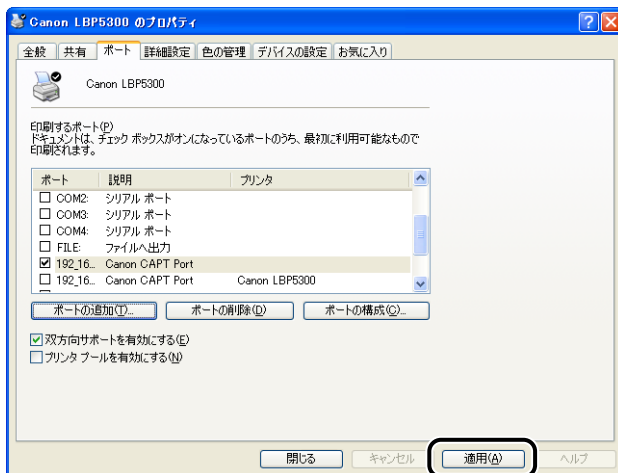 Canon LBP5300 のプロパティ
全般 共有 ポート 詳細設定 色の管理 デバイスの設定 お気に入り
Canon LBP5300
印刷するポート(P)
ドキュメントは、チェック ボックスがオンになっているポートのうち、最初に利用可能なもので
印刷されます。
ポート 説明 プリンタ
COM2: シリアル ポート
COM3: シリアル ポート
COM4: シリアル ポート
FILE: ファイルへ出力
192_16... Canon CAPT Port
192_16... Canon CAPT Port Canon LBP5300
ポートの追加(T)... ポートの削除(D) ポートの構成(C)...
双方向サポートを有効にする(E)
プリンタ プールを有効にする(N)
閉じる キャンセル 適用(A) ヘルプ